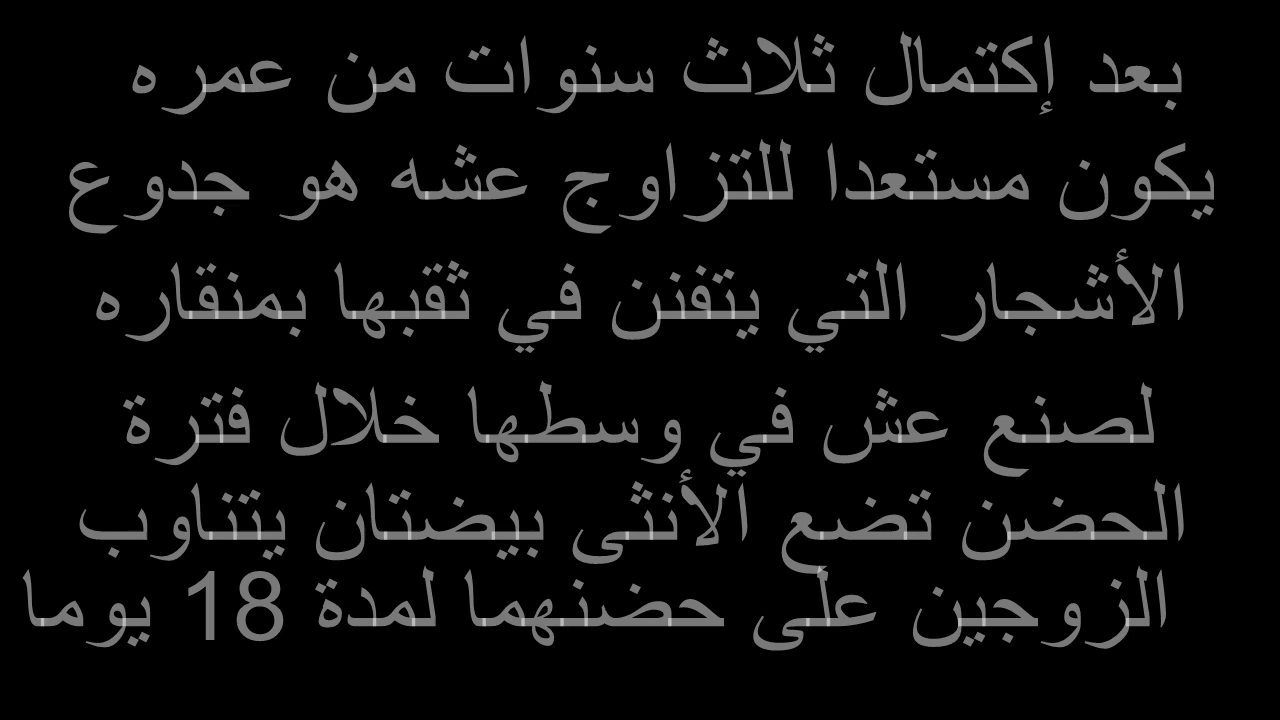 بعد إكتمال ثلاث سنوات من عمره
يكون مستعدا للتزاوج عشه هو جدوع
الأشجار التي يتفنن في ثقبها بمنقاره
لصنع عش في وسطها خلال فترة
الحضن تضع الأنثى بيضتان يتناوب
الزوجين على حضنهما لمدة 18 يوما